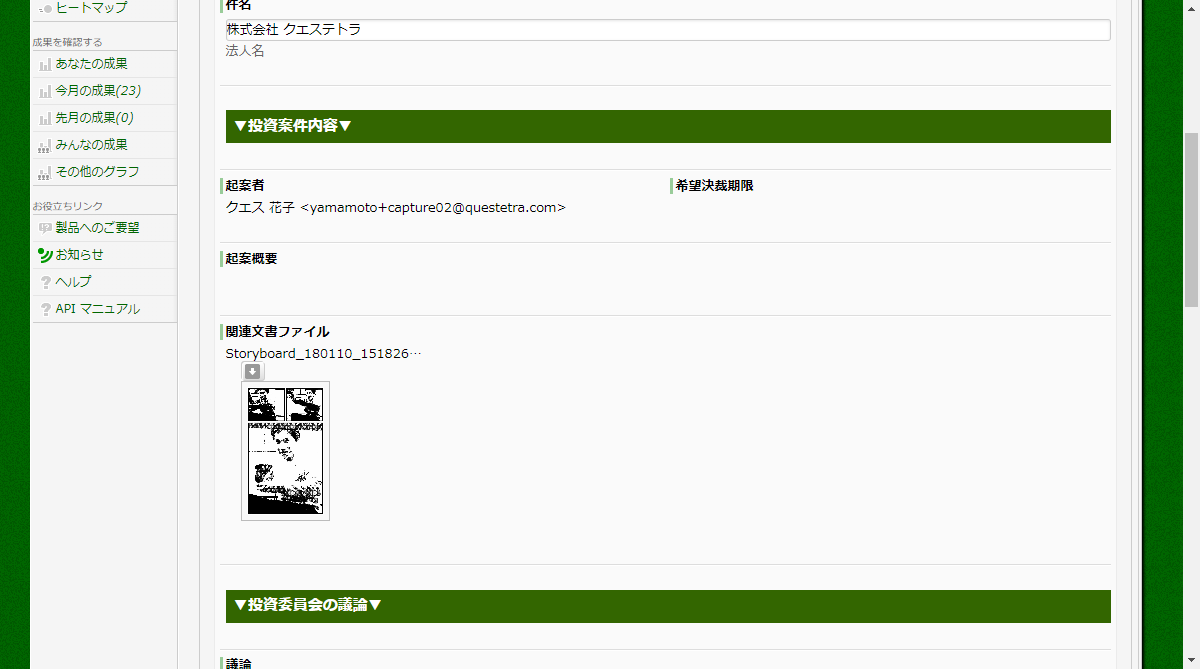 ヒートマップ
成果を確認する
あなたの成果
今月の成果(23)
先月の成果(0)
みんなの成果
その他のグラフ
お役立ちリンク
製品へのご要望
お知らせ
ヘルプ
API マニュアル
件名
株式会社 クエステトラ
法人名
▼投資案件内容▼
起案者
希望決裁期限
クエス 花子 <yamamoto+capture02@questetra.com>
起案概要
関連文書ファイル
Storyboard_180110_151826…
▼投資委員会の議論▼
議論